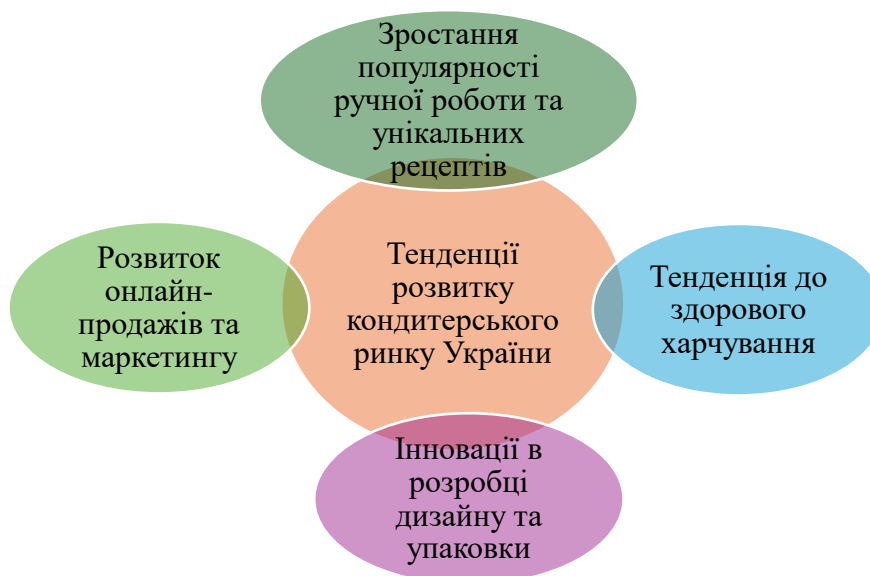 Зростання
популярності
ручної роботи та
унікальних
рецептів
Розвиток
онлайн-
продажів та
маркетингу
Тенденції
розвитку
кондитерського
ринку України
Тенденція до
здорового
харчування
Інновації в
розробці
дизайну та
упаковки